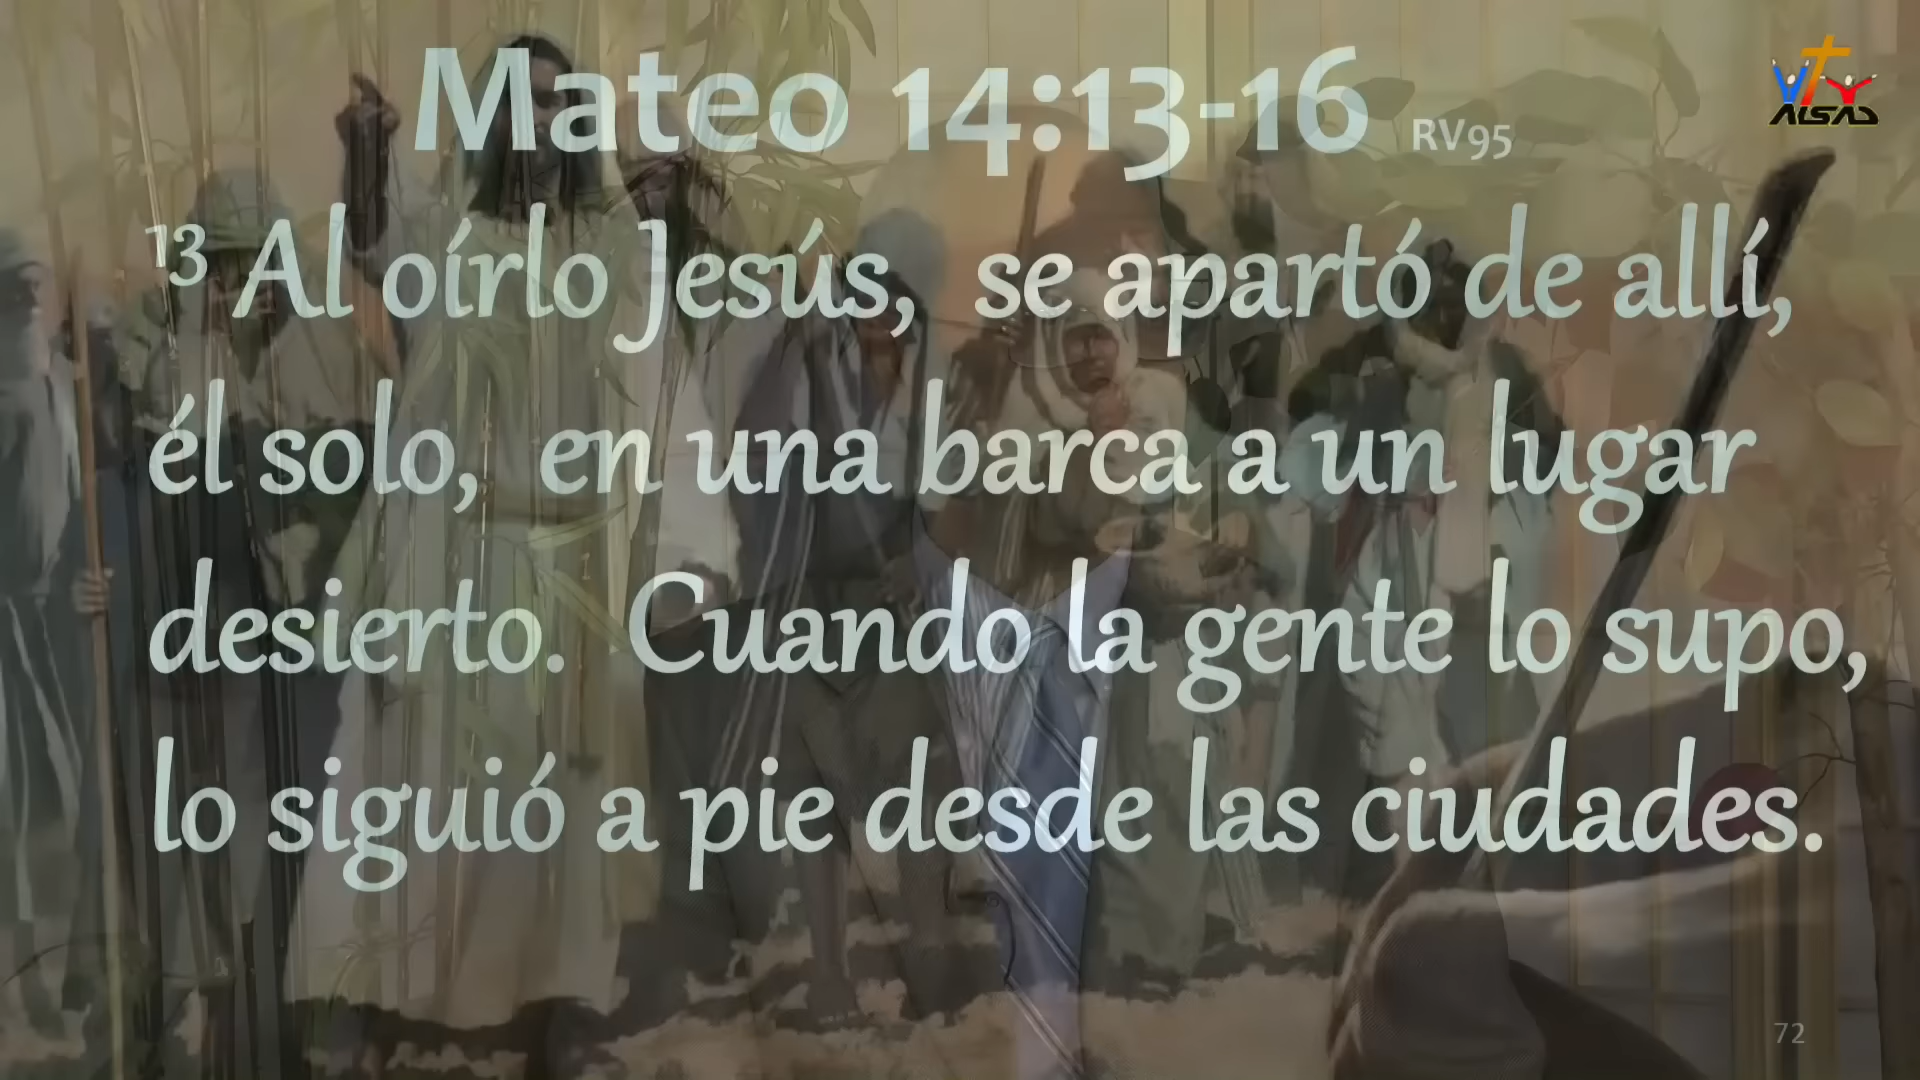 Mateo 14:13-16 RV95
ALSAD
13 Al oírlo Jesús, se apartó de allí,
él solo, en una barca a un lugar
desierto. Cuando la gente lo supo,
lo siguió a pie desde las ciudades.
72